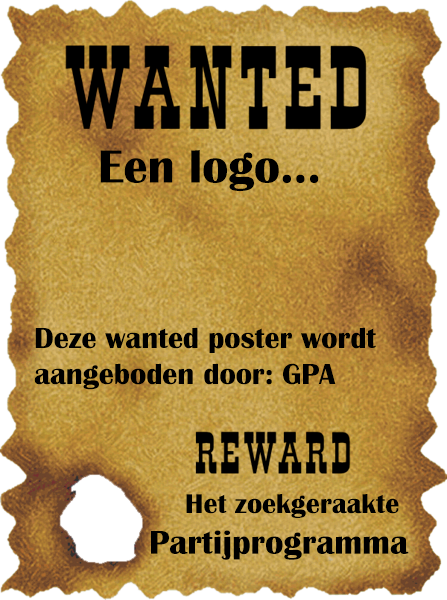 WANTED
Een logo...
Deze wanted poster wordt
aangeboden door: GPA
REWARD
Het zoekgeraakte
Partijprogramma